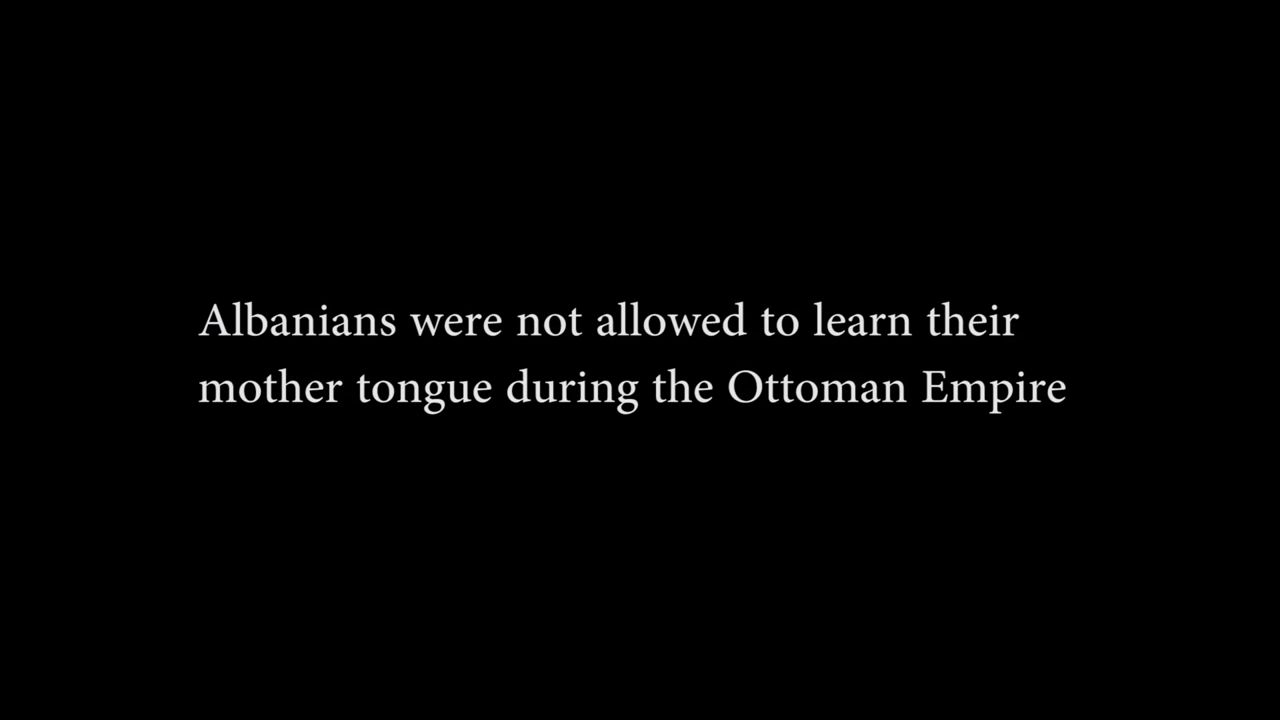 Albanians were not allowed to learn their
mother tongue during the Ottoman Empire